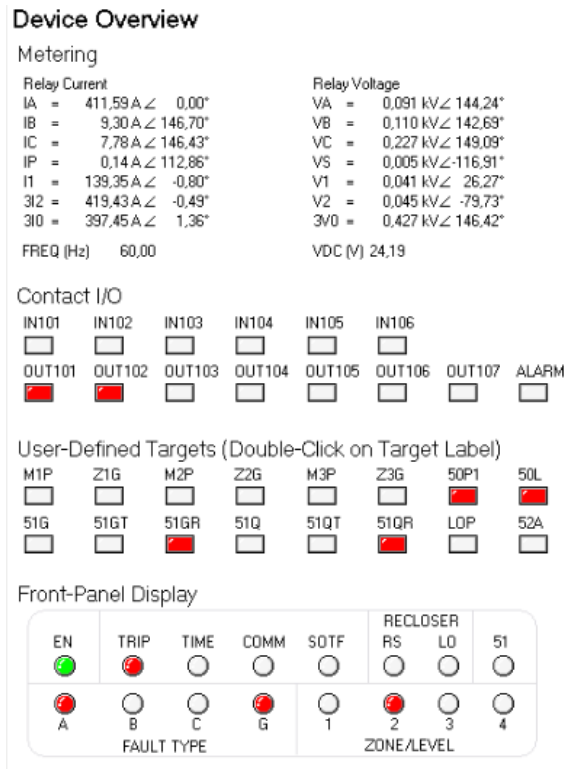 Device Overview
Metering
Relay Current Relay Voltage
IA = 411,59 A∠ 0,00° VA = 0,091 kV∠ 144,24°
IB = 9,30 A∠ 146,70° VB = 0,110 kV∠ 142,69°
IC = 7,78 A∠ 146,43° VC = 0,227 kV∠ 149,09°
IP = 0,14 A∠ 112,86° VS = 0,005 kV∠-116,91°
I1 = 139,35 A∠ -0,80° V1 = 0,041 kV∠ 26,27°
3I2 = 419,43 A∠ -0,49° V2 = 0,045 kV∠ -79,73°
3I0 = 397,45 A∠ 1,36° 3V0 = 0,427 kV∠ 146,42°
FREQ (Hz) 60,00 VDC (V) 24,19
Contact I/O
IN101 IN102 IN103 IN104 IN105 IN106
OUT101 OUT102 OUT103 OUT104 OUT105 OUT106 OUT107 ALARM
User-Defined Targets (Double-Click on Target Label)
M1P Z1G M2P Z2G M3P Z3G 50P1 50L
51G 51GT 51GR 51Q 51QT 51QR LOP 52A
Front-Panel Display
RECLOSER
EN TRIP TIME COMM SOTF RS LO 51
A B C G 1 2 3 4
FAULT TYPE ZONE/LEVEL